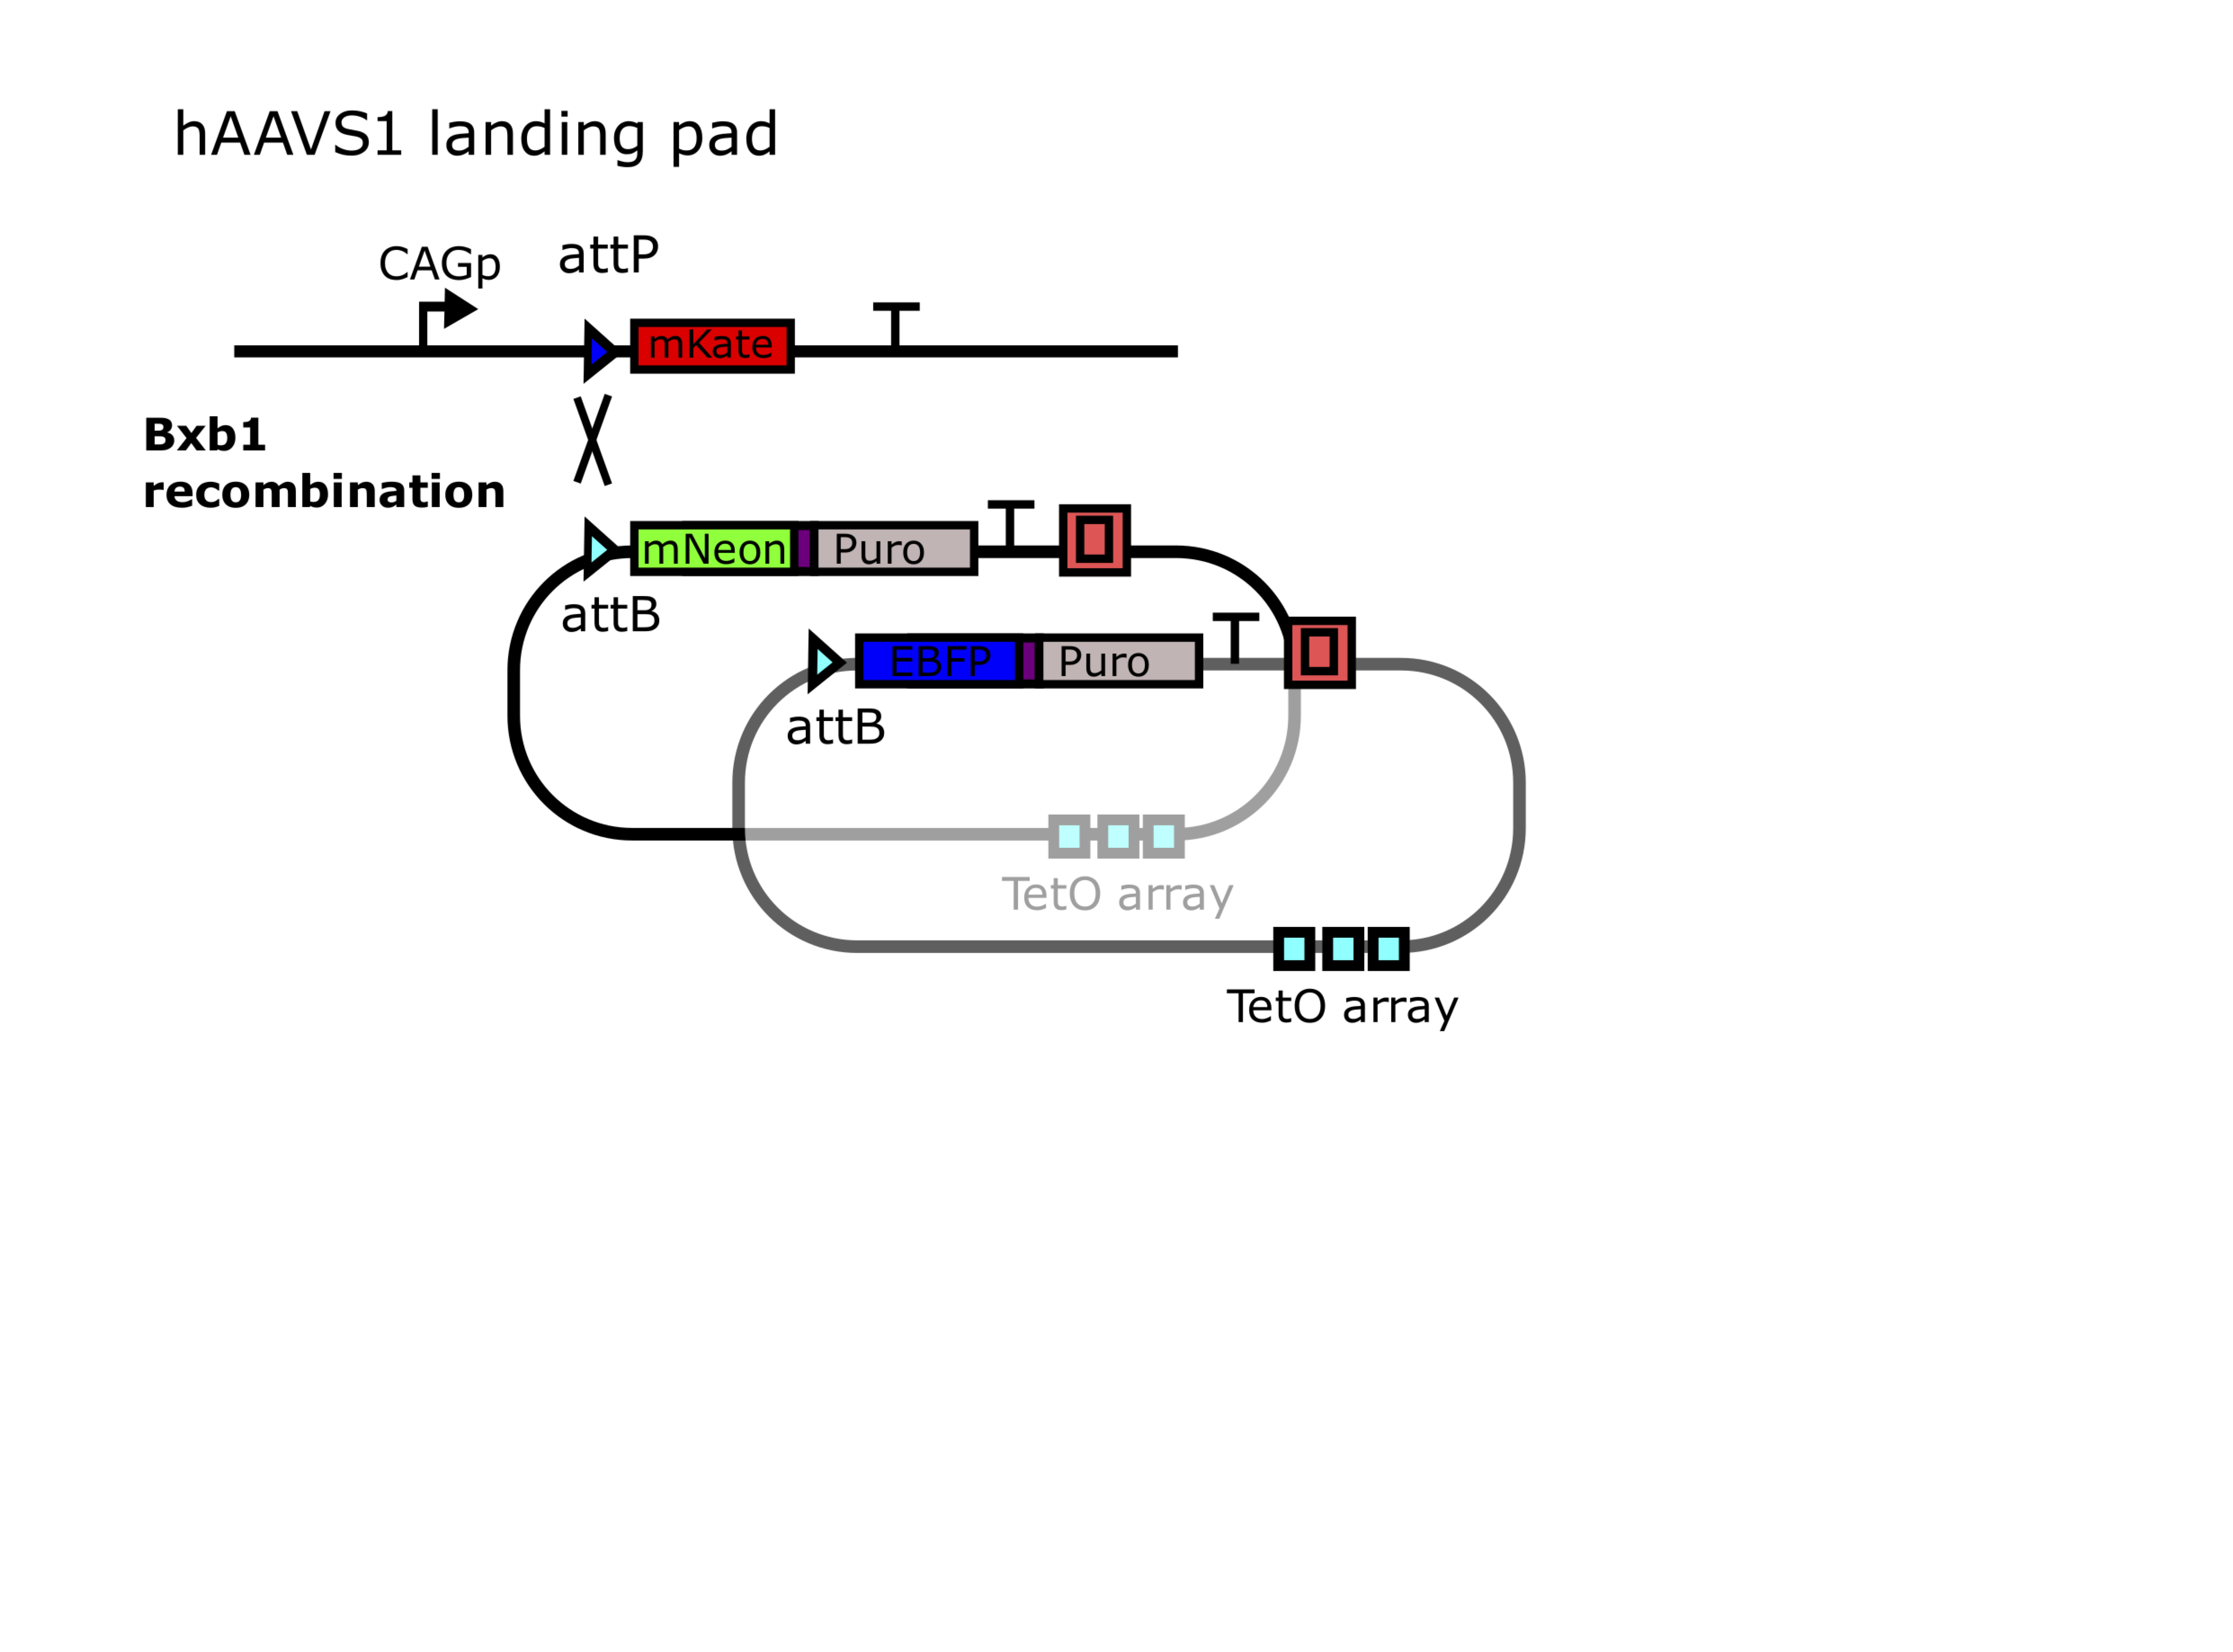 hAAVS1 landing pad
CAGp
attP
mKate
Bxb1
recombination
mNeon
Puro
attB
EBFP
Puro
attB
TetO array
TetO array